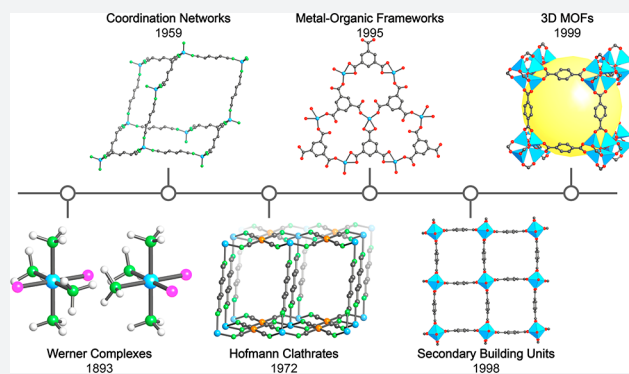 Coordination Networks
1959
Metal-Organic Frameworks
1995
3D MOFs
1999
Werner Complexes
1893
Hofmann Clathrates
1972
Secondary Building Units
1998